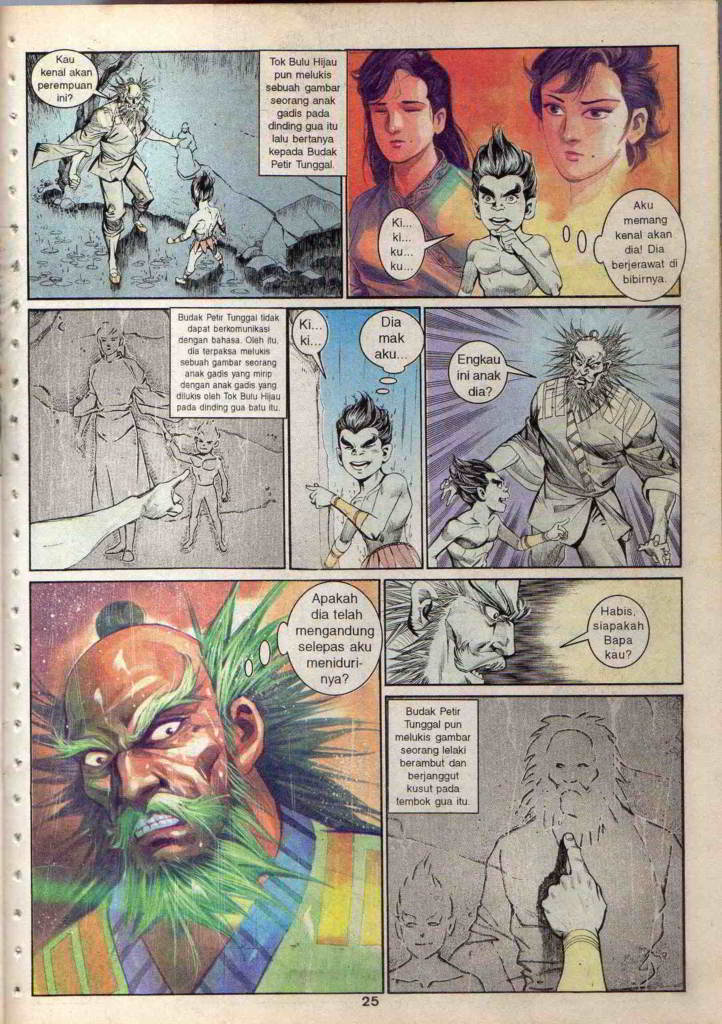 Kau
kenal akan
perempuan
ini?
Tok Bulu Hijau
pun melukis
sebuah gambar
seorang anak
gadis pada
dinding gua itu
lalu bertanya
kepada Budak
Petir Tunggal.
Ki...
ki...
ku...
ku...
Aku
memang
kenal akan
dia! Dia
berjerawat di
bibirnya.
Budak Petir Tunggal tidak
dapat berkomunikasi
dengan bahasa. Oleh itu,
dia terpaksa melukis
sebuah gambar seorang
anak gadis yang mirip
dengan anak gadis yang
dilukis oleh Tok Bulu Hijau
pada dinding gua batu itu.
Ki...
ki...
Dia
mak
aku...
Engkau
ini anak
dia?
Apakah
dia telah
mengandung
selepas aku
meniduri-
nya?
Habis,
siapakah
Bapa
kau?
Budak Petir
Tunggal pun
melukis gambar
seorang lelaki
berambut dan
berjanggut
kusut pada
tembok gua itu.
25